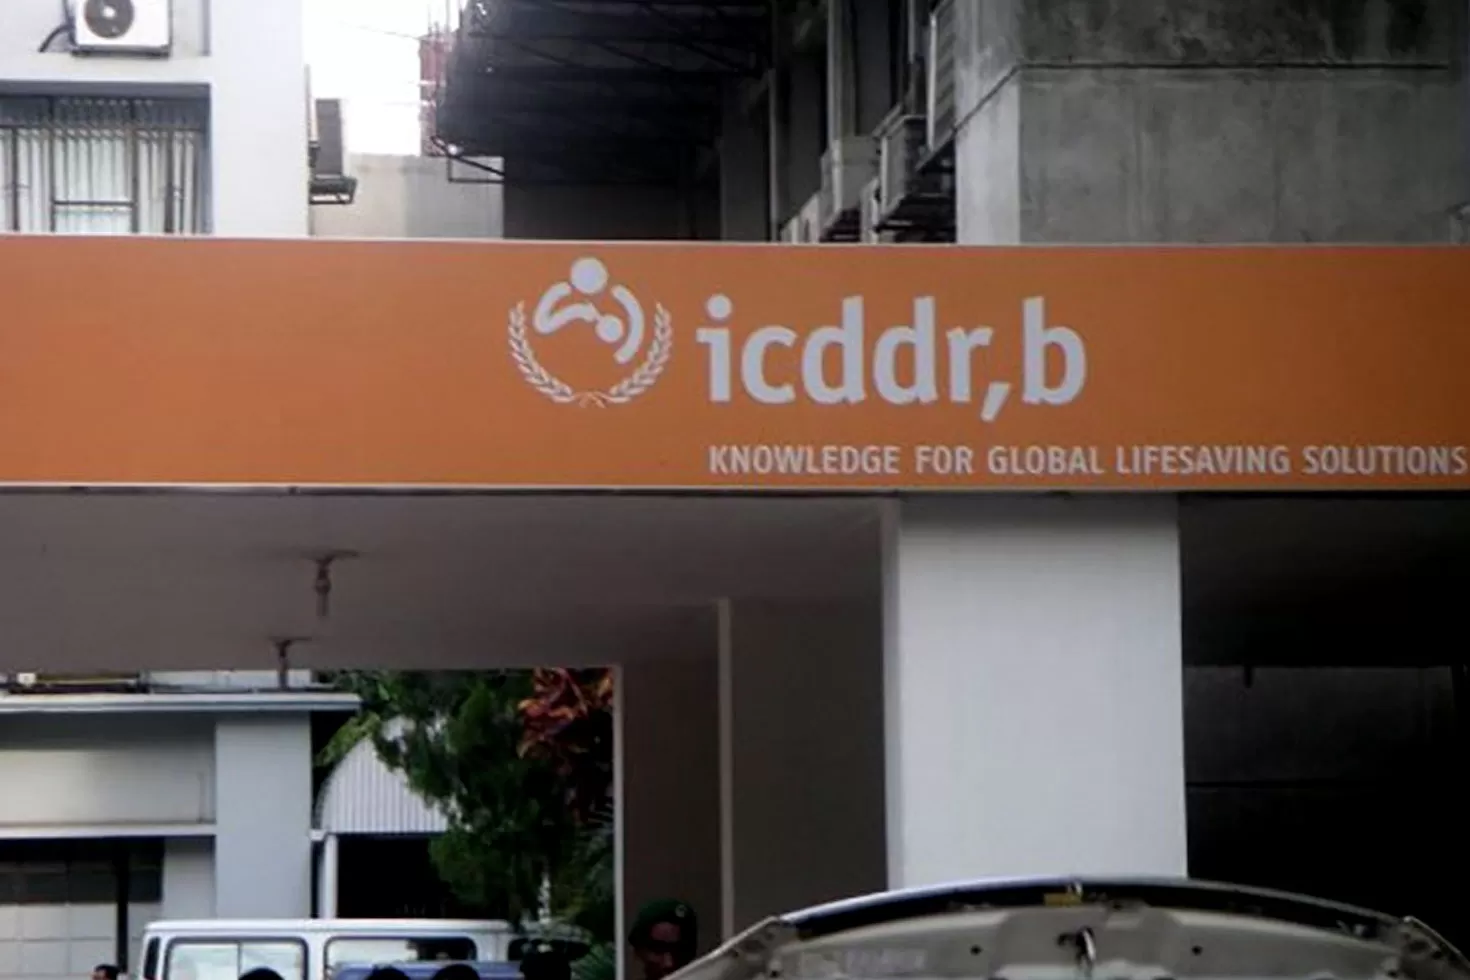 icddr,b
KNOWLEDGE FOR GLOBAL LIFESAVING SOLUTIONS